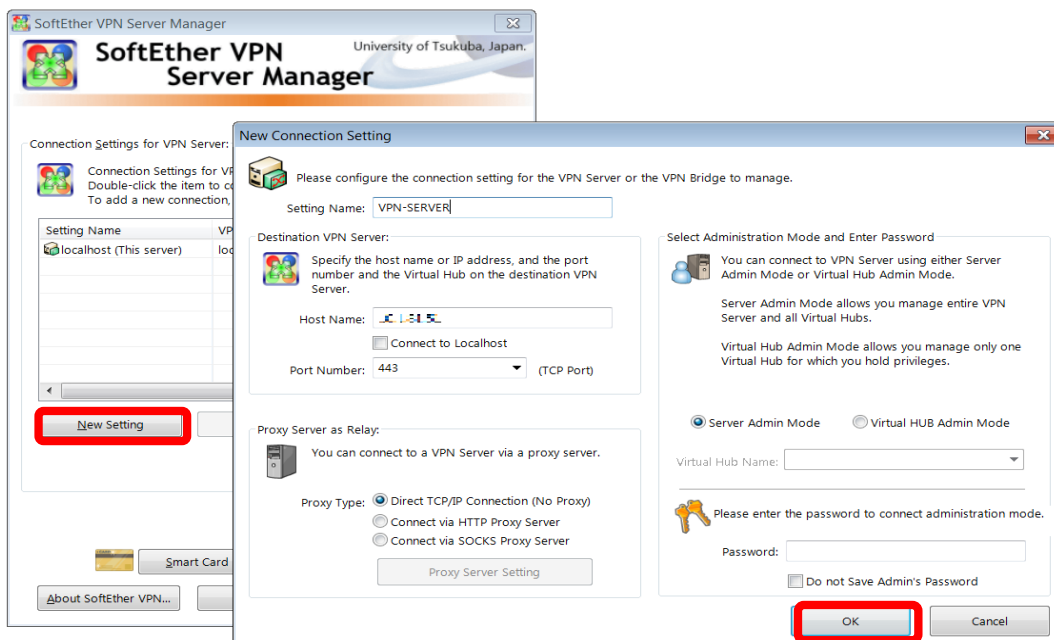 SoftEther VPN Server Manager
SoftEther VPN
Server Manager
University of Tsukuba, Japan.
Connection Settings for VPN Server:
Connection Settings for
Double-click the item to
To add a new connection,
Setting Name
localhost (This server)
New Setting
Smart Card
About SoftEther VPN...
New Connection Setting
Please configure the connection setting for the VPN Server or the VPN Bridge to manage.
Setting Name: VPN-SERVER
Destination VPN Server:
Specify the host name or IP address, and the port
number and the Virtual Hub on the destination VPN
Server.
Host Name:
Connect to Localhost
Port Number: 443 (TCP Port)
Proxy Server as Relay:
You can connect to a VPN Server via a proxy server.
Proxy Type: Direct TCP/IP Connection (No Proxy)
Connect via HTTP Proxy Server
Connect via SOCKS Proxy Server
Proxy Server Setting
Select Administration Mode and Enter Password
You can connect to VPN Server using either Server
Admin Mode or Virtual Hub Admin Mode.
Server Admin Mode allows you manage entire VPN
Server and all Virtual Hubs.
Virtual Hub Admin Mode allows you manage only one
Virtual Hub for which you hold privileges.
Server Admin Mode Virtual HUB Admin Mode
Virtual Hub Name:
Please enter the password to connect administration mode.
Password:
Do not Save Admin's Password
OK Cancel